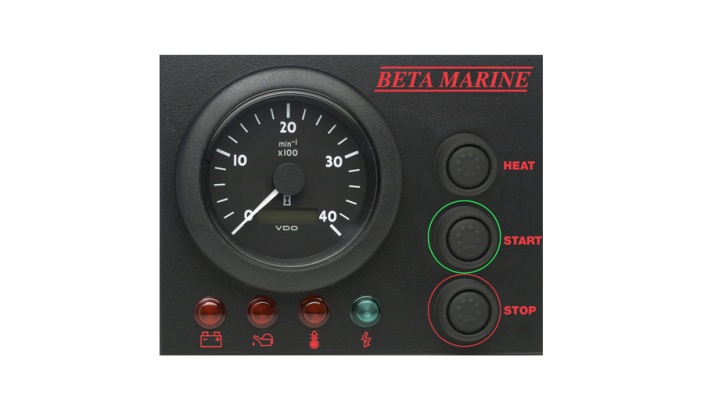 BETA MARINE
20
min⁻¹
x100
10
30
0
40
VDO
HEAT
START
STOP